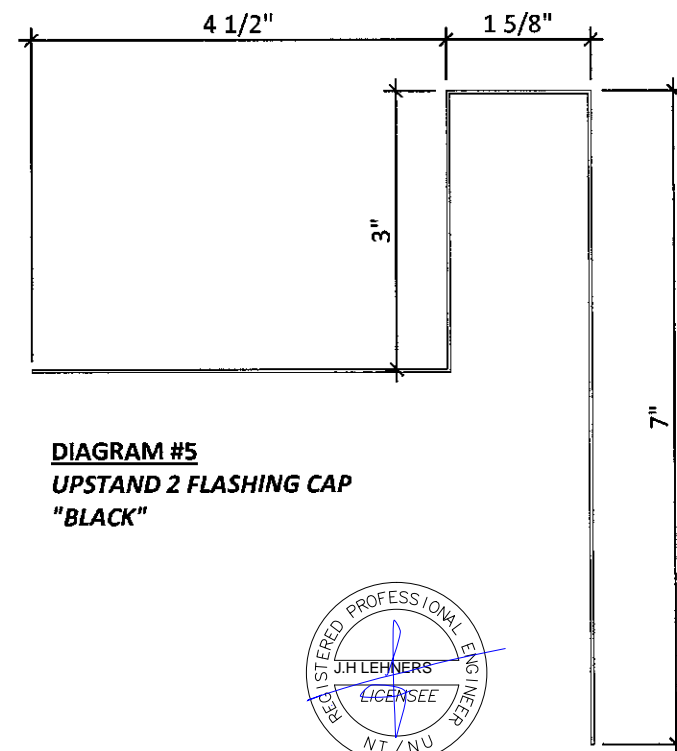 4 1/2"
1 5/8"
3"
7"
DIAGRAM #5
UPSTAND 2 FLASHING CAP
"BLACK"
REGISTERED PROFESSIONAL ENGINEER
J.H LEHNERS
LICENSEE
NT/NU